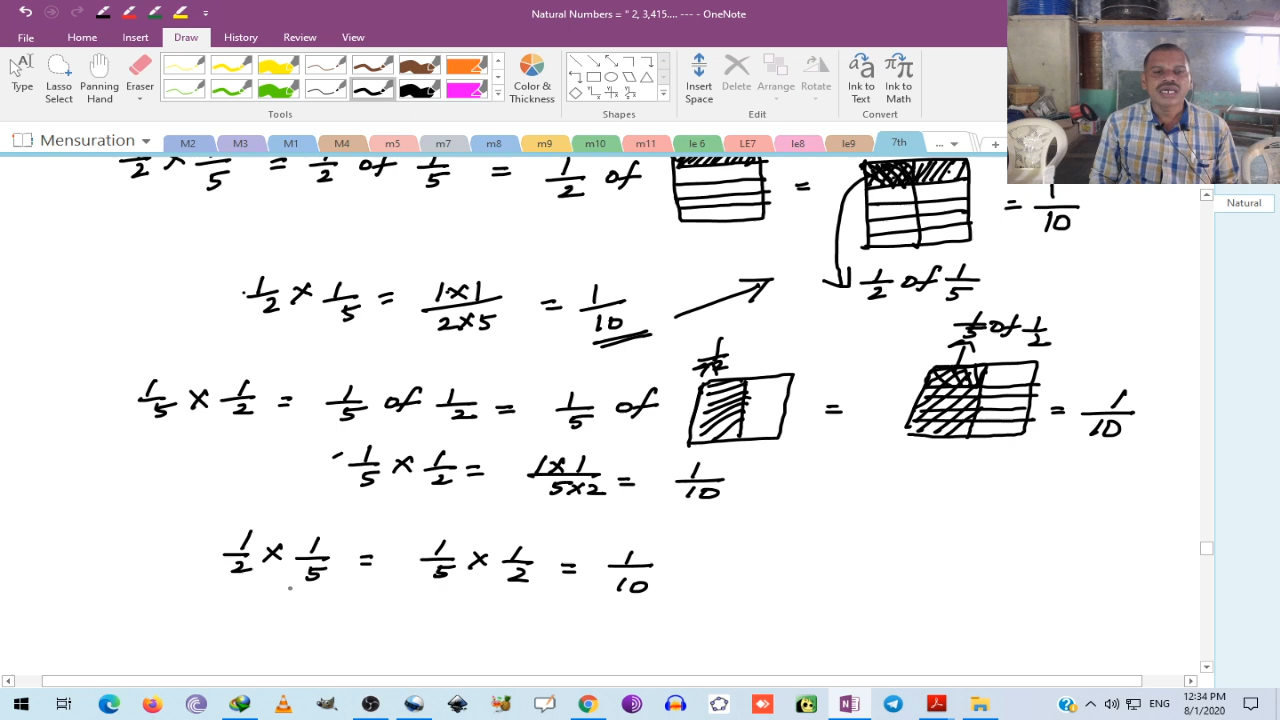 Natural Numbers = " 2, 3,415.... --- - OneNote
File Home Insert Draw History Review View
Type Lasso Select Panning Hand Eraser Color & Thickness Insert Space Delete Arrange Rotate Ink to Text Ink to Math
Tools Shapes Edit Convert
Mensuration M2 M3 M1 M4 m5 m7 m8 m9 m10 m11 le 6 LE7 le8 le9 7th ...
Natural
1/2 × 1/5 = 1/2 of 1/5 = 1/2 of = = 1/10
1/2 of 1/5
1/2 × 1/5 = 1×1/2×5 = 1/10
1/5 of 1/2
1/2
1/5 × 1/2 = 1/5 of 1/2 = 1/5 of = = 1/10
1/5 × 1/2 = 1×1/5×2 = 1/10
1/2 × 1/5 = 1/5 × 1/2 = 1/10
ENG 12:34 PM
8/1/2020